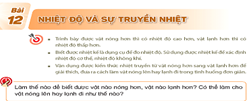 Bài
12
NHIỆT ĐỘ VÀ SỰ TRUYỀN NHIỆT
Trình bày được vật nóng hơn thì có nhiệt độ cao hơn, vật lạnh hơn thì có
nhiệt độ thấp hơn.
Biết được nhiệt kế là dụng cụ để đo nhiệt độ. Sử dụng được nhiệt kế để xác định
nhiệt độ cơ thể, nhiệt độ không khí.
Vận dụng được kiến thức nhiệt truyền từ vật nóng hơn sang vật lạnh hơn để
giải thích, đưa ra cách làm vật nóng lên hay lạnh đi trong tình huống đơn giản.
Làm thế nào để biết được vật nào nóng hơn, vật nào lạnh hơn? Có thể làm cho
vật nóng lên hay lạnh đi như thế nào?